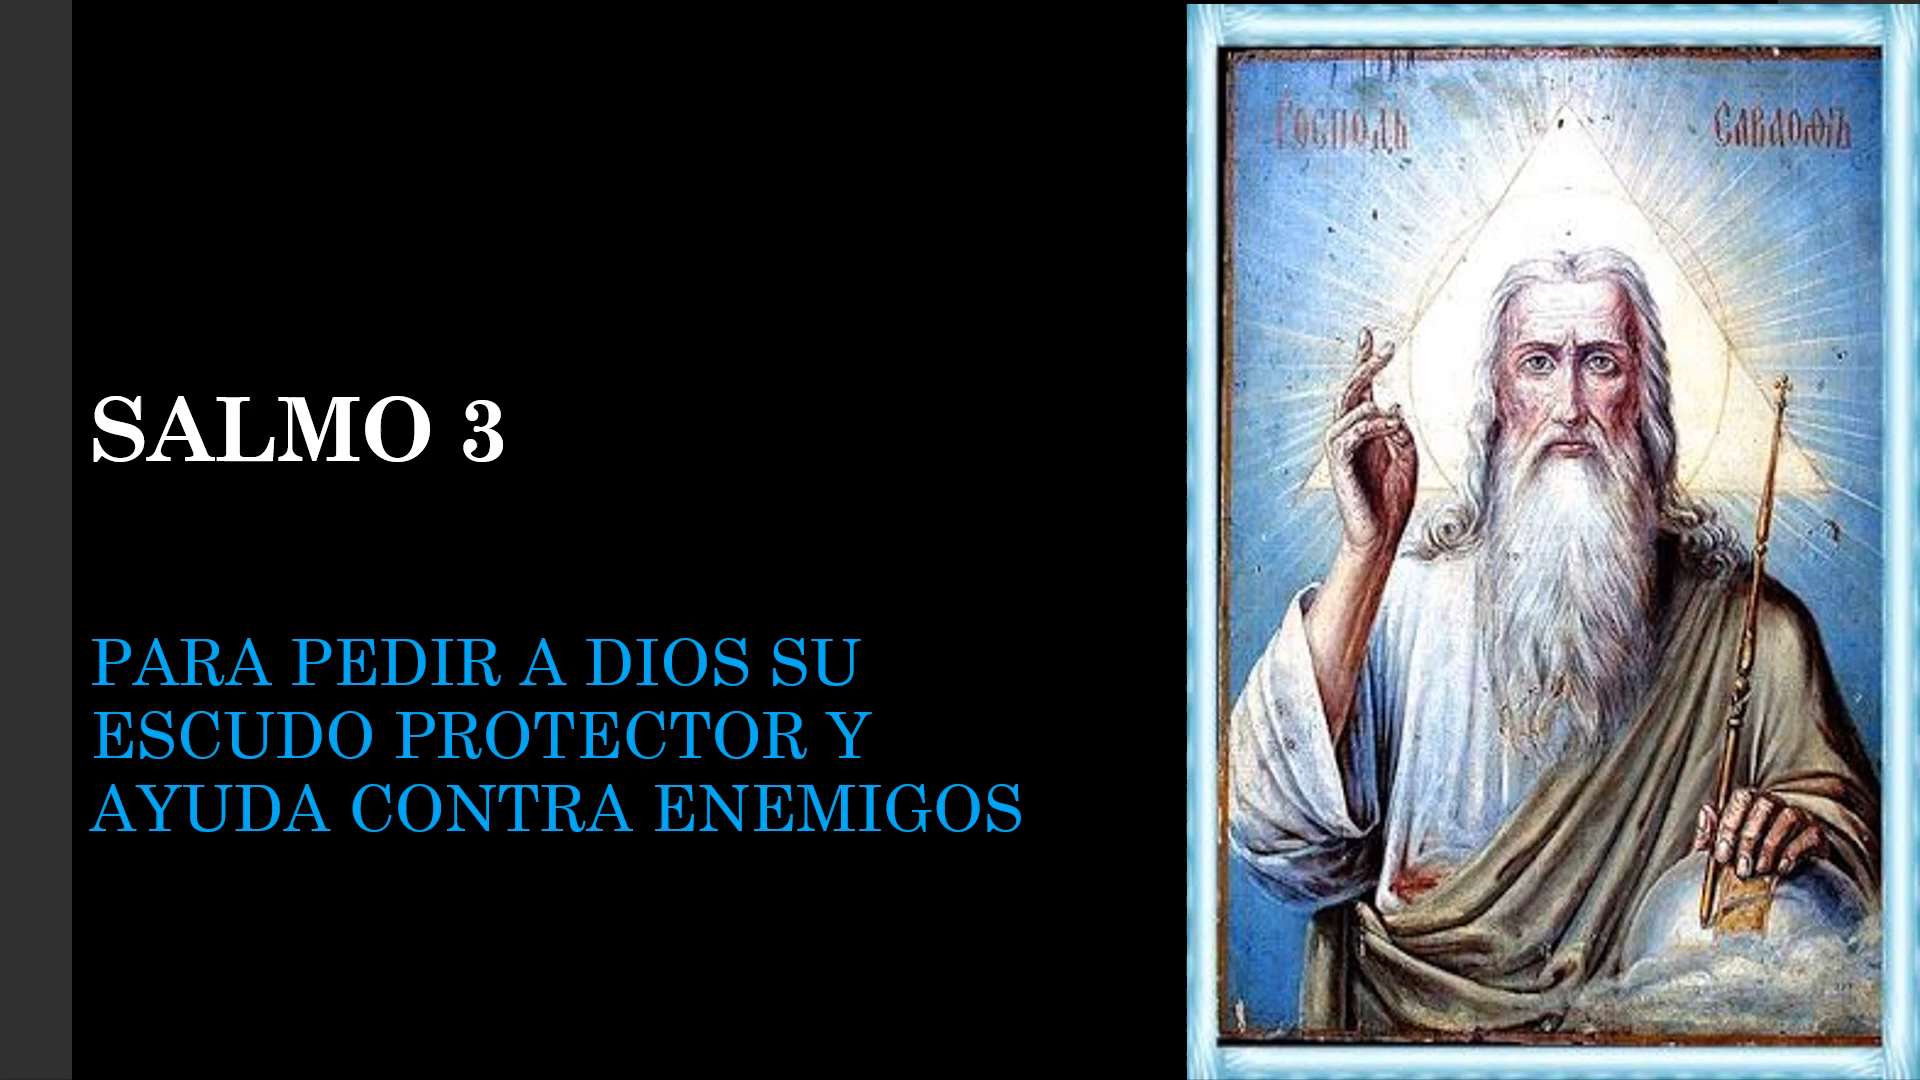 SALMO 3
PARA PEDIR A DIOS SU
ESCUDO PROTECTOR Y
AYUDA CONTRA ENEMIGOS
Господь Саваоѳъ